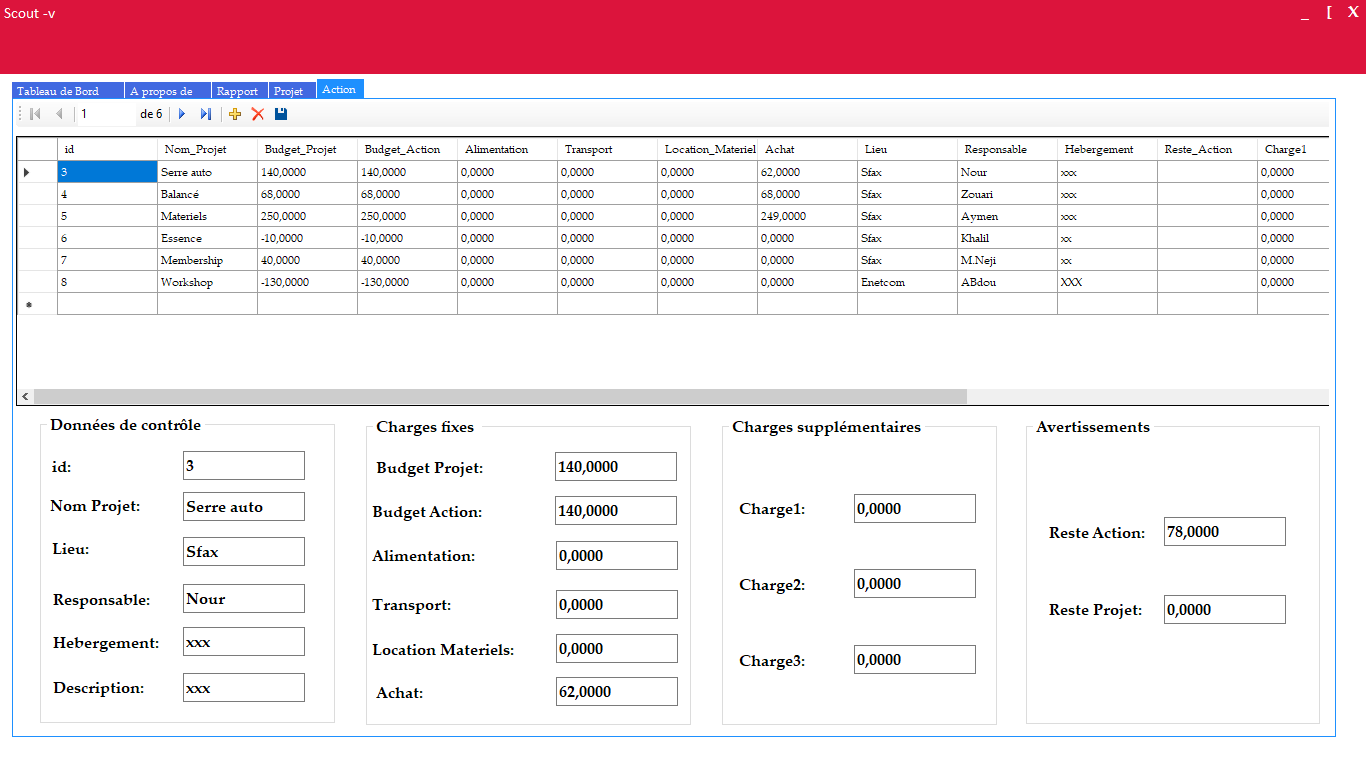 Scout -v _ [ X
Tableau de Bord A propos de Rapport Projet Action
1 de 6
id Nom_Projet Budget_Projet Budget_Action Alimentation Transport Location_Materiel Achat Lieu Responsable Hebergement Reste_Action Charge1
3 Serre auto 140,0000 140,0000 0,0000 0,0000 0,0000 62,0000 Sfax Nour xxx 0,0000
4 Balancé 68,0000 68,0000 0,0000 0,0000 0,0000 68,0000 Sfax Zouari xxx 0,0000
5 Materiels 250,0000 250,0000 0,0000 0,0000 0,0000 249,0000 Sfax Aymen xxx 0,0000
6 Essence -10,0000 -10,0000 0,0000 0,0000 0,0000 0,0000 Sfax Khalil xx 0,0000
7 Membership 40,0000 40,0000 0,0000 0,0000 0,0000 0,0000 Sfax M.Neji xx 0,0000
8 Workshop -130,0000 -130,0000 0,0000 0,0000 0,0000 0,0000 Enetcom ABdou XXX 0,0000
Données de contrôle
id: 3
Nom Projet: Serre auto
Lieu: Sfax
Responsable: Nour
Hebergement: xxx
Description: xxx
Charges fixes
Budget Projet: 140,0000
Budget Action: 140,0000
Alimentation: 0,0000
Transport: 0,0000
Location Materiels: 0,0000
Achat: 62,0000
Charges supplémentaires
Charge1: 0,0000
Charge2: 0,0000
Charge3: 0,0000
Avertissements
Reste Action: 78,0000
Reste Projet: 0,0000